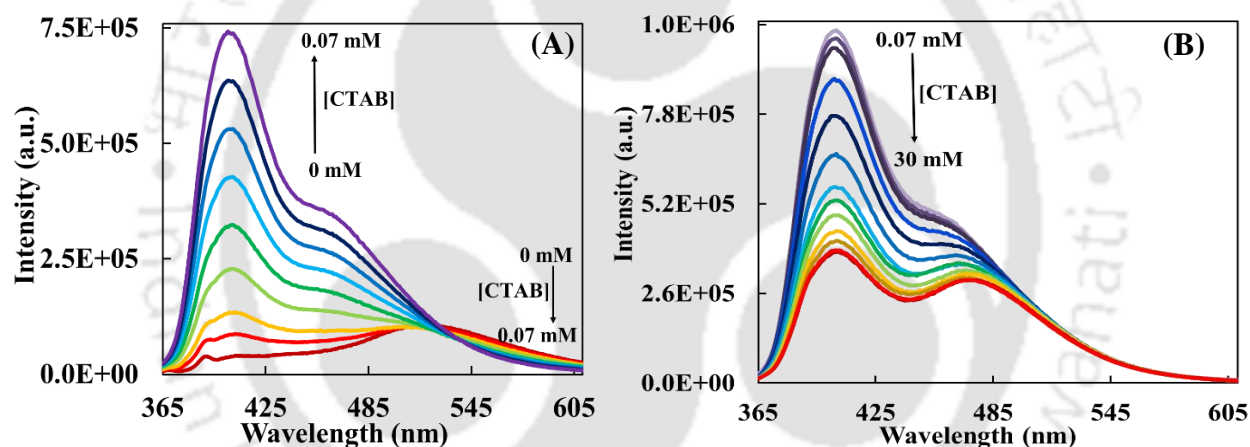 (A)
7.5E+05
5.0E+05
2.5E+05
0.0E+00
Intensity (a.u.)
0.07 mM
[CTAB]
0 mM
0 mM
[CTAB]
0.07 mM
365 425 485 545 605
Wavelength (nm)
(B)
1.0E+06
7.8E+05
5.2E+05
2.6E+05
0.0E+00
Intensity (a.u.)
0.07 mM
[CTAB]
30 mM
365 425 485 545 605
Wavelength (nm)